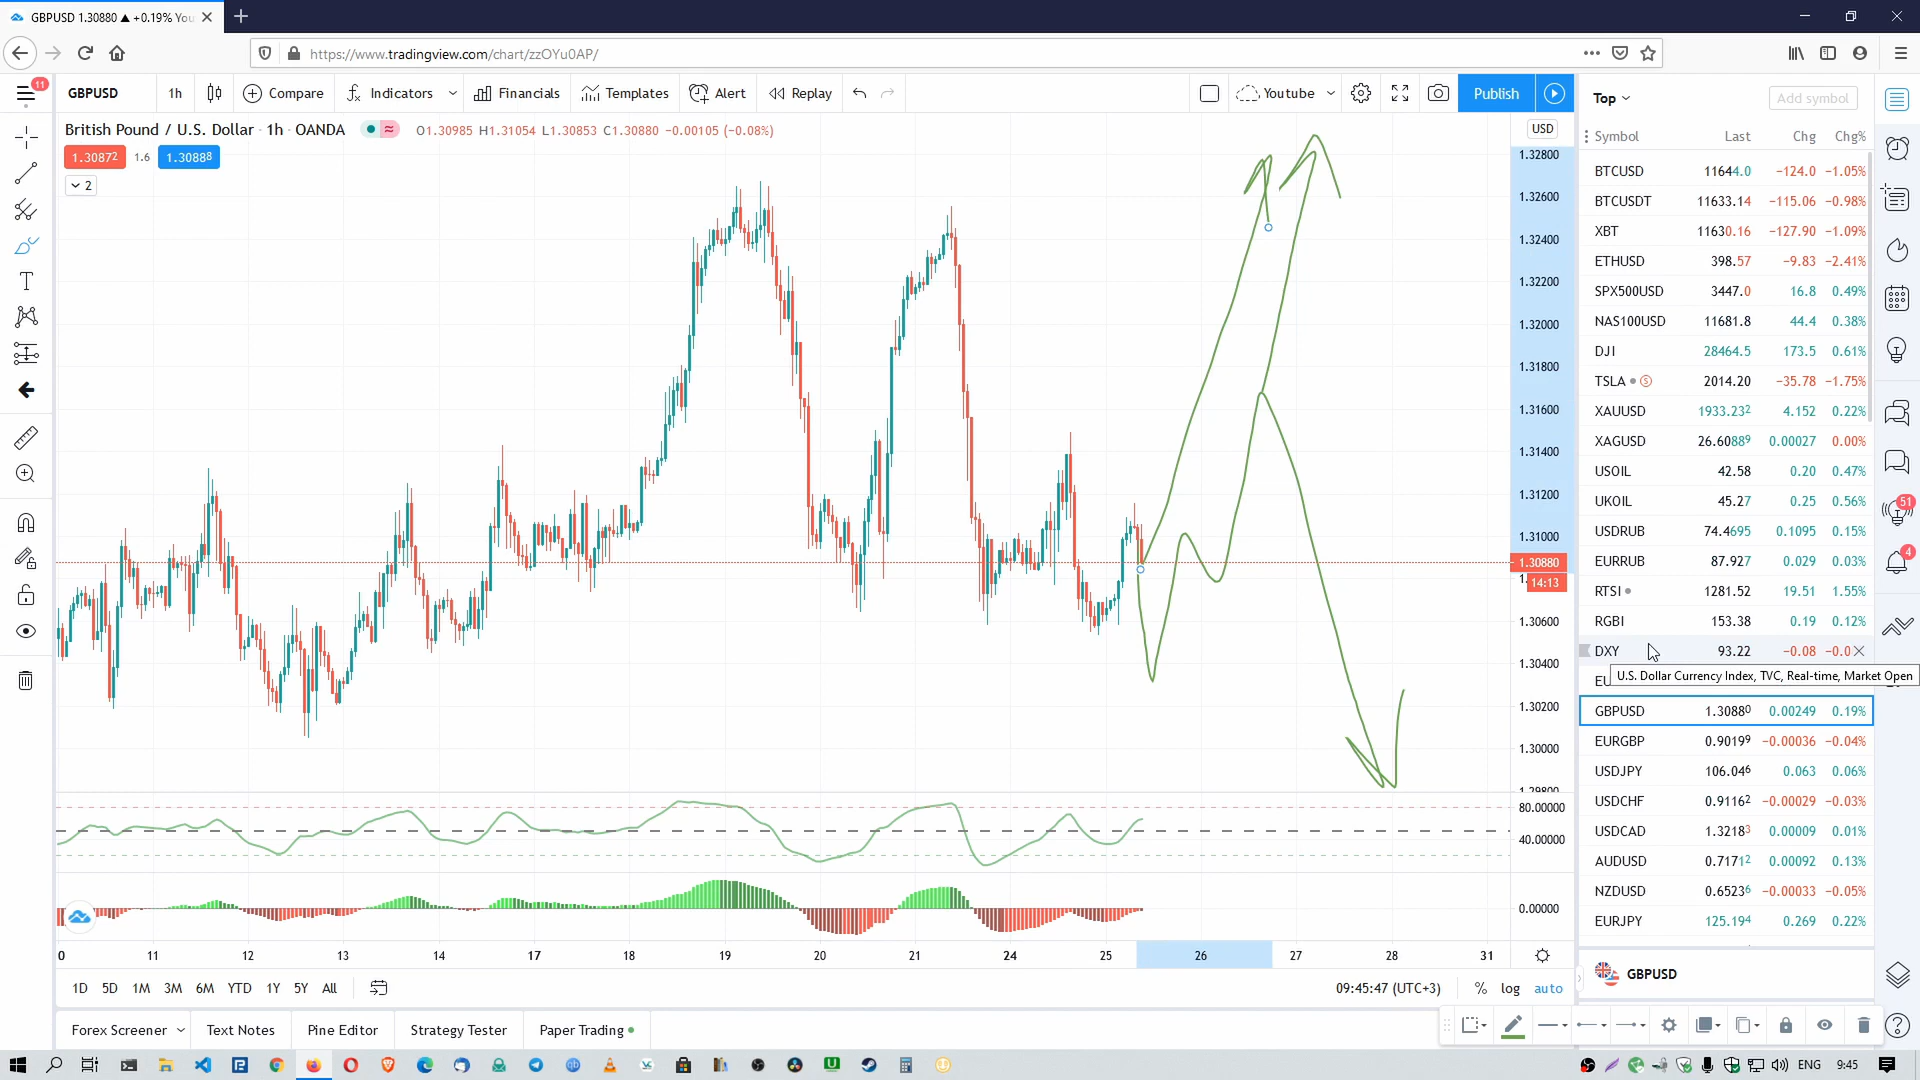 GBPUSD 1.30880 ▲ +0.19% You
https://www.tradingview.com/chart/zzOYu0AP/
11
GBPUSD 1h Compare Indicators Financials Templates Alert Replay Youtube Publish
British Pound / U.S. Dollar · 1h · OANDA O1.30985 H1.31054 L1.30853 C1.30880 −0.00105 (−0.08%)
1.30872 1.6 1.30888
2
USD
1.32800
1.32600
1.32400
1.32200
1.32000
1.31800
1.31600
1.31400
1.31200
1.31000
1.30880
14:13
1.30600
1.30400
1.30200
1.30000
80.00000
40.00000
0.00000
11 12 13 14 17 18 19 20 21 24 25 26 27 28 31
1D 5D 1M 3M 6M YTD 1Y 5Y All
09:45:47 (UTC+3) % log auto
Forex Screener Text Notes Pine Editor Strategy Tester Paper Trading
Top Add symbol
Symbol Last Chg Chg%
BTCUSD 11644.0 −124.0 −1.05%
BTCUSDT 11633.14 −115.06 −0.98%
XBT 11630.16 −127.90 −1.09%
ETHUSD 398.57 −9.83 −2.41%
SPX500USD 3447.0 16.8 0.49%
NAS100USD 11681.8 44.4 0.38%
DJI 28464.5 173.5 0.61%
TSLA S 2014.20 −35.78 −1.75%
XAUUSD 1933.232 4.152 0.22%
XAGUSD 26.60889 0.00027 0.00%
USOIL 42.58 0.20 0.47%
UKOIL 45.27 0.25 0.56%
USDRUB 74.4695 0.1095 0.15%
EURRUB 87.927 0.029 0.03%
RTSI 1281.52 19.51 1.55%
RGBI 153.38 0.19 0.12%
DXY 93.22 −0.08 −0.0
EU
U.S. Dollar Currency Index, TVC, Real-time, Market Open
GBPUSD 1.30880 0.00249 0.19%
EURGBP 0.90199 −0.00036 −0.04%
USDJPY 106.046 0.063 0.06%
USDCHF 0.91162 −0.00029 −0.03%
USDCAD 1.32183 0.00009 0.01%
AUDUSD 0.71712 0.00092 0.13%
NZDUSD 0.65236 −0.00033 −0.05%
EURJPY 125.194 0.269 0.22%
GBPUSD
51
4
ENG 9:45